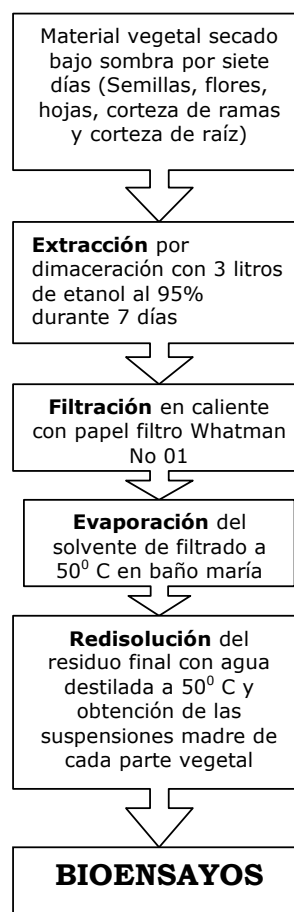 Material vegetal secado
bajo sombra por siete
días (Semillas, flores,
hojas, corteza de ramas
y corteza de raíz)
Extracción por
dimaceración con 3 litros
de etanol al 95%
durante 7 días
Filtración en caliente
con papel filtro Whatman
No 01
Evaporación del
solvente de filtrado a
50⁰ C en baño maría
Redisolución del
residuo final con agua
destilada a 50⁰ C y
obtención de las
suspensiones madre de
cada parte vegetal
BIOENSAYOS